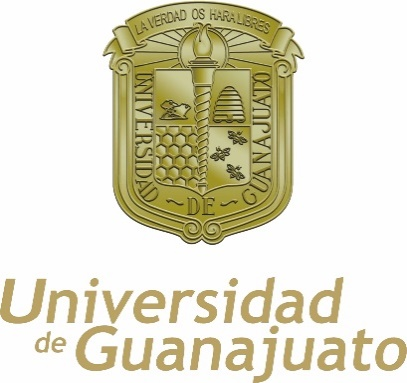 LA VERDAD OS HARA LIBRES
UNIVERSIDAD
DE
GUANAJUATO
Universidad
de Guanajuato